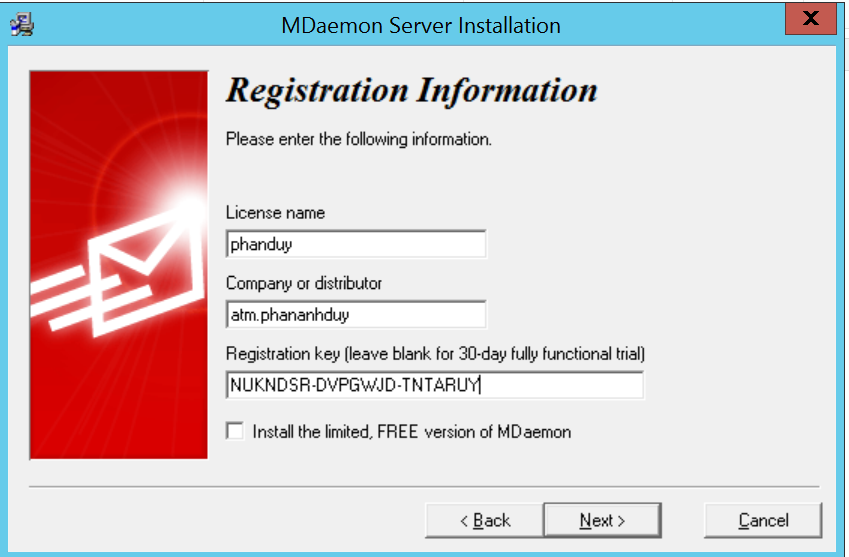 MDaemon Server Installation
Registration Information
Please enter the following information.
License name
phanduy
Company or distributor
atm.phananhduy
Registration key (leave blank for 30-day fully functional trial)
NUKNDSR-DVPGWJD-TNTARUY
Install the limited, FREE version of MDaemon
< Back
Next >
Cancel